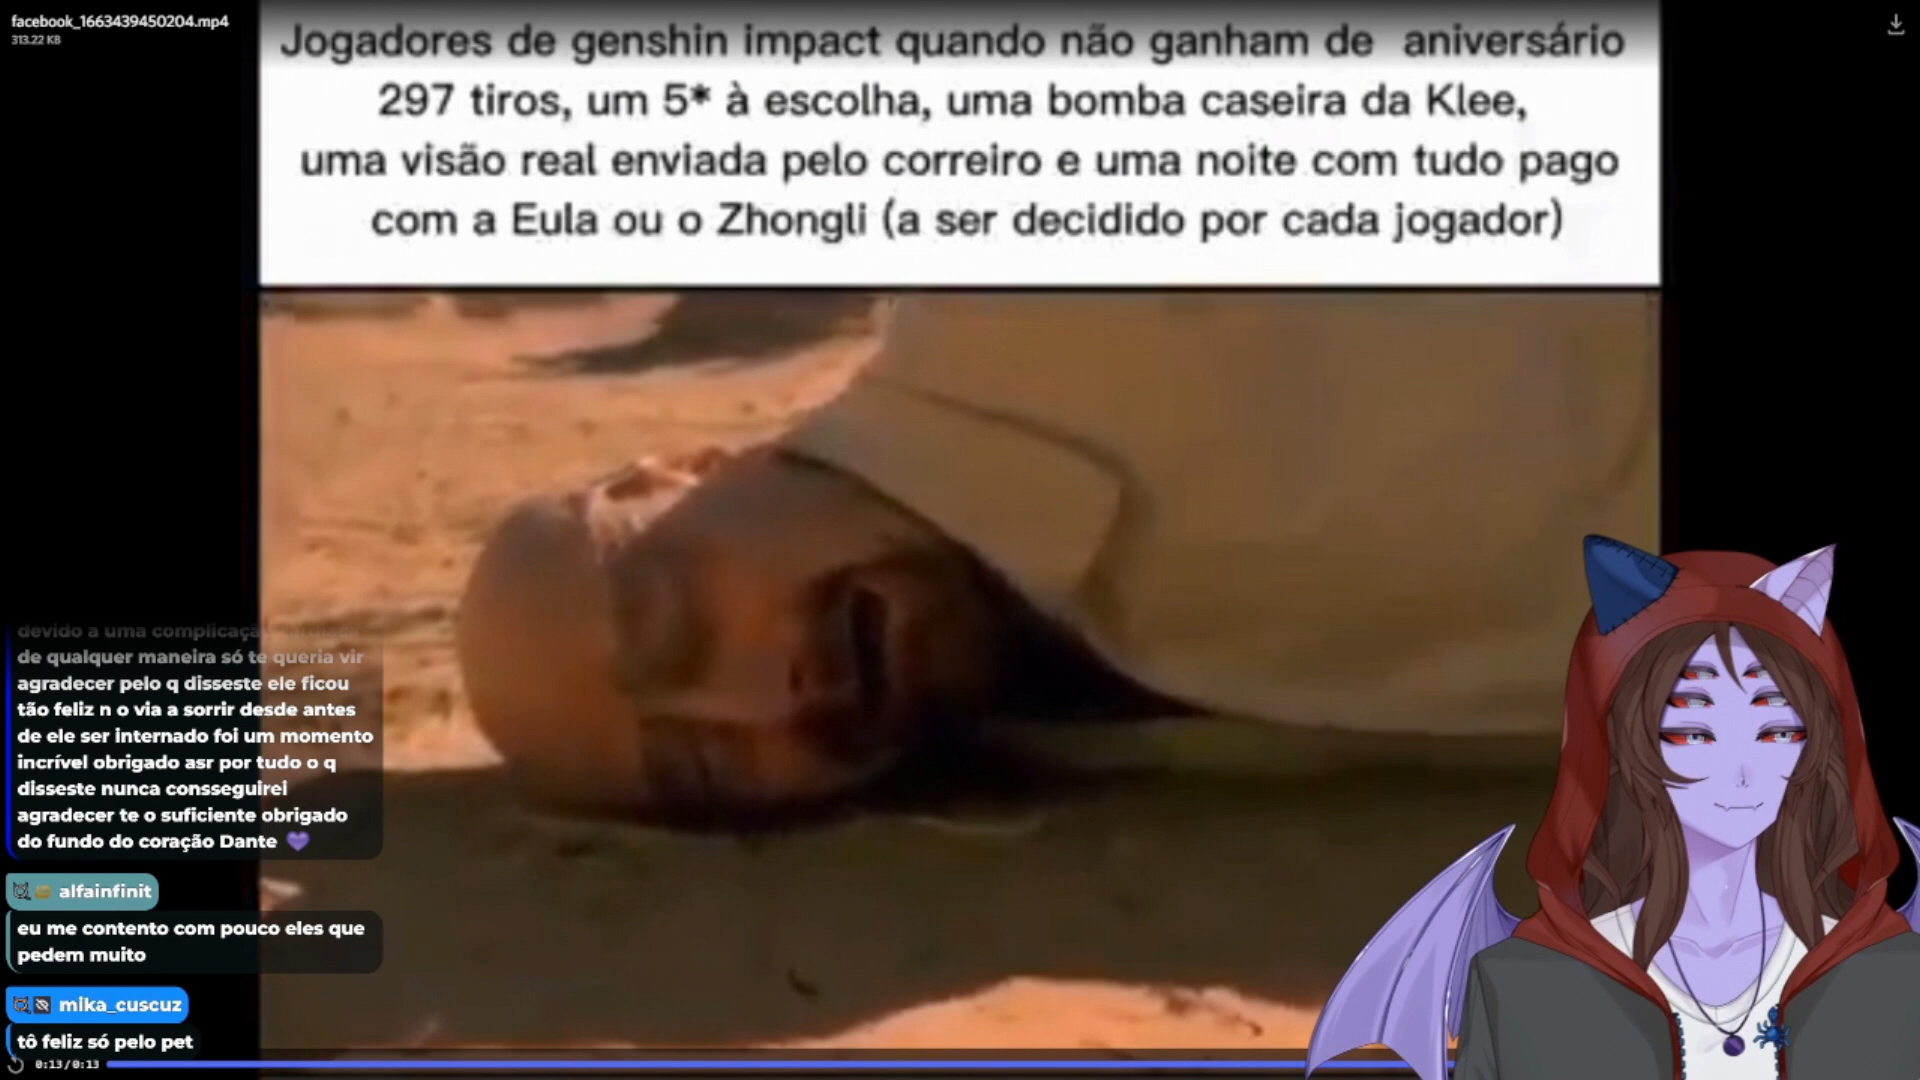 facebook_1663439450204.mp4
313.22 KB
Jogadores de genshin impact quando não ganham de aniversário
297 tiros, um 5* à escolha, uma bomba caseira da Klee,
uma visão real enviada pelo correiro e uma noite com tudo pago
com a Eula ou o Zhongli (a ser decidido por cada jogador)
devido a uma
de qualquer maneira só te queria vir
agradecer pelo q disseste ele ficou
tão feliz n o via a sorrir desde antes
de ele ser internado foi um momento
incrível obrigado asr por tudo o q
disseste nunca consseguirei
agradecer te o suficiente obrigado
do fundo do coração Dante 💜
alfainfinit
eu me contento com pouco eles que
pedem muito
mika_cuscuz
tô feliz só pelo pet
0:13/0:13